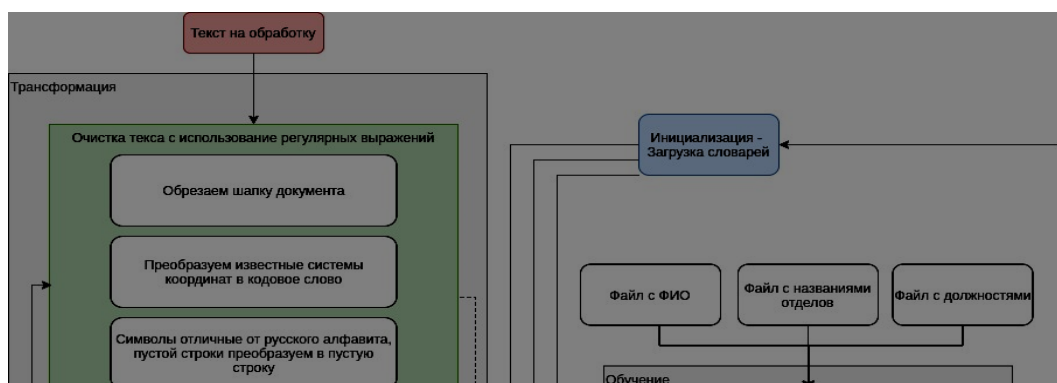 Текст на обработку
Трансформация
Очистка текса с использование регулярных выражений
Обрезаем шапку документа
Преобразуем известные системы
координат в кодовое слово
Символы отличные от русского алфавита,
пустой строки преобразуем в пустую
строку
Инициализация -
Загрузка словарей
Файл с ФИО
Файл с названиями
отделов
Файл с должностями
Обучение